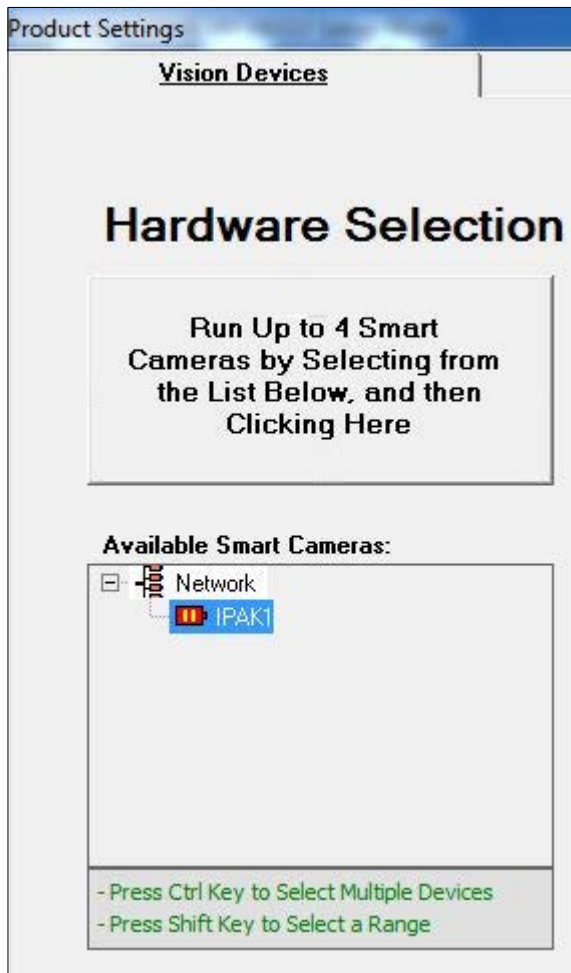 Product Settings
Vision Devices
Hardware Selection
Run Up to 4 Smart
Cameras by Selecting from
the List Below, and then
Clicking Here
Available Smart Cameras:
Network
IPAK1
- Press Ctrl Key to Select Multiple Devices
- Press Shift Key to Select a Range